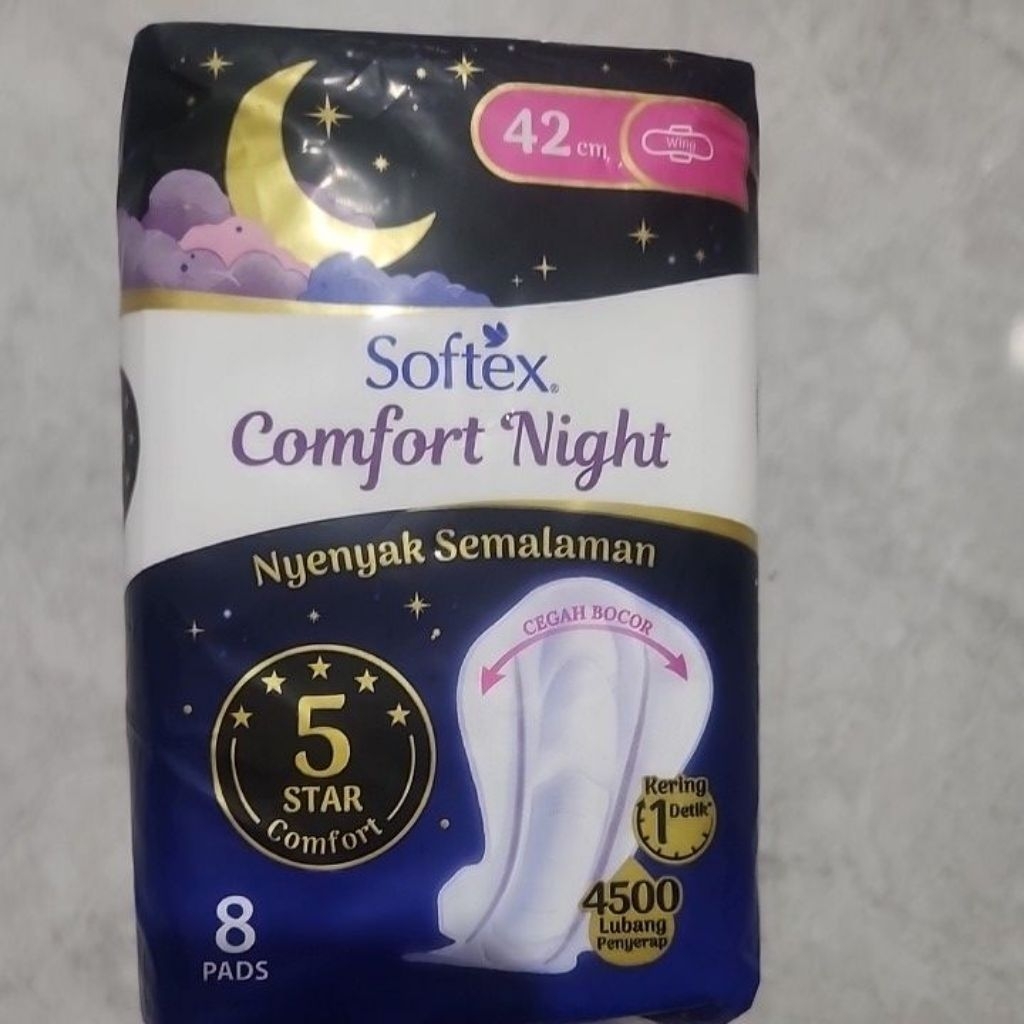 42 cm
Wing
Softex®
Comfort Night
Nyenyak Semalaman
CEGAH BOCOR
5
STAR
Comfort
Kering
1 Detik*
4500
Lubang
Penyerap
8
PADS